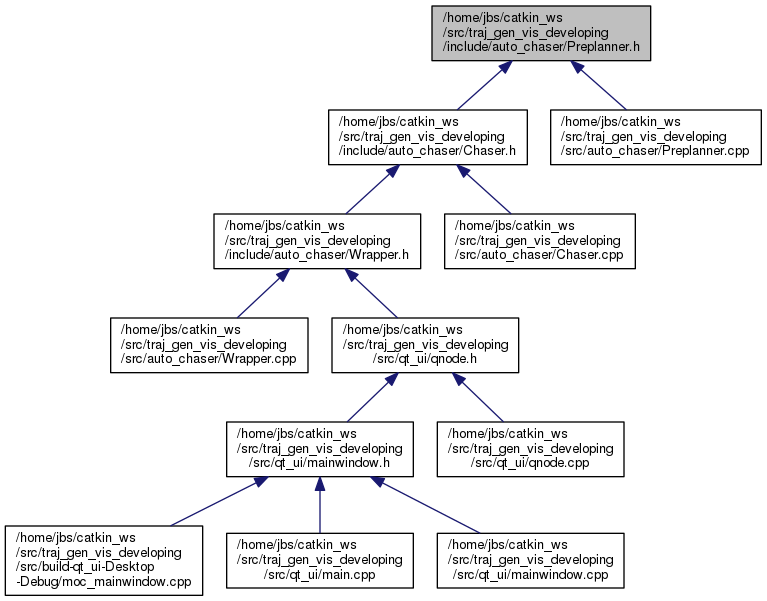 /home/jbs/catkin_ws
/src/traj_gen_vis_developing
/include/auto_chaser/Preplanner.h
/home/jbs/catkin_ws
/src/traj_gen_vis_developing
/include/auto_chaser/Chaser.h
/home/jbs/catkin_ws
/src/traj_gen_vis_developing
/src/auto_chaser/Preplanner.cpp
/home/jbs/catkin_ws
/src/traj_gen_vis_developing
/include/auto_chaser/Wrapper.h
/home/jbs/catkin_ws
/src/traj_gen_vis_developing
/src/auto_chaser/Chaser.cpp
/home/jbs/catkin_ws
/src/traj_gen_vis_developing
/src/auto_chaser/Wrapper.cpp
/home/jbs/catkin_ws
/src/traj_gen_vis_developing
/src/qt_ui/qnode.h
/home/jbs/catkin_ws
/src/traj_gen_vis_developing
/src/qt_ui/mainwindow.h
/home/jbs/catkin_ws
/src/traj_gen_vis_developing
/src/qt_ui/qnode.cpp
/home/jbs/catkin_ws
/src/traj_gen_vis_developing
/src/build-qt_ui-Desktop
-Debug/moc_mainwindow.cpp
/home/jbs/catkin_ws
/src/traj_gen_vis_developing
/src/qt_ui/main.cpp
/home/jbs/catkin_ws
/src/traj_gen_vis_developing
/src/qt_ui/mainwindow.cpp